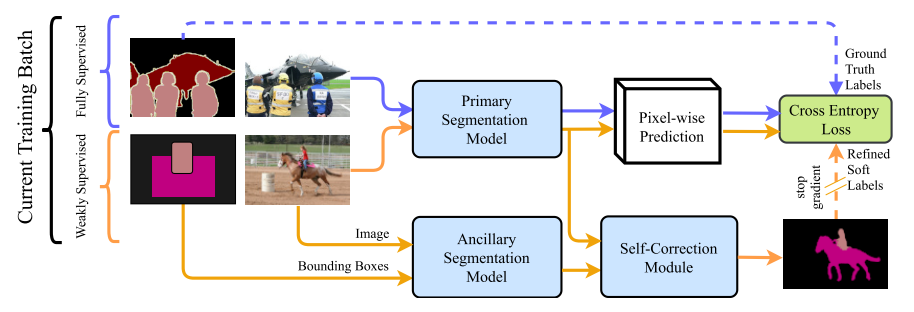 Current Training Batch
Fully Supervised
Weakly Supervised
Primary
Segmentation
Model
Pixel-wise
Prediction
Ground
Truth
Labels
Cross Entropy
Loss
Refined
Soft
Labels
stop
gradient
Image
Bounding Boxes
Ancillary
Segmentation
Model
Self-Correction
Module